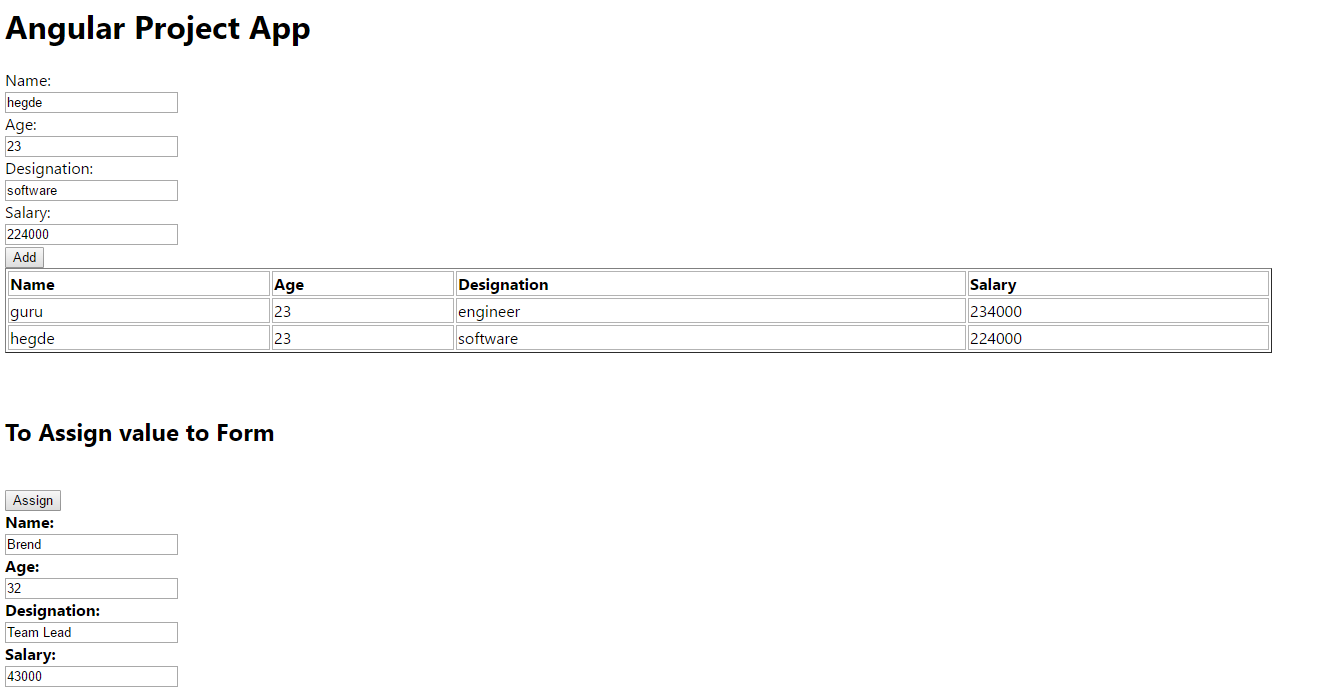 Angular Project App
Name:
hegde
Age:
23
Designation:
software
Salary:
224000
Add
Name Age Designation Salary
guru 23 engineer 234000
hegde 23 software 224000
To Assign value to Form
Assign
Name:
Brend
Age:
32
Designation:
Team Lead
Salary:
43000